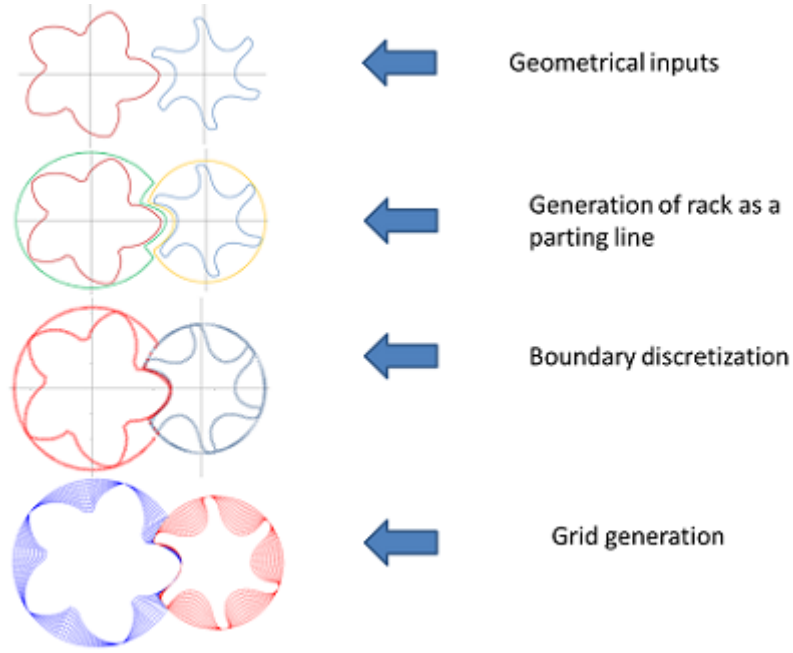 Geometrical inputs
Generation of rack as a
parting line
Boundary discretization
Grid generation